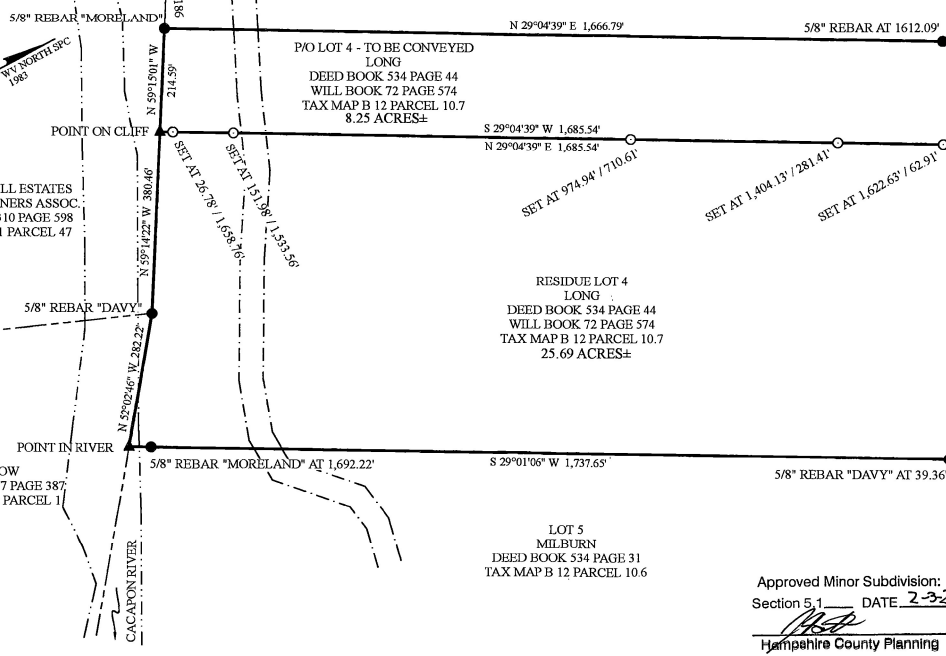 5/8" REBAR "MORELAND"
186
N 29°04'39" E 1,666.79'
5/8" REBAR AT 1612.09'
WV NORTH SPC
1983
N 59°15'01" W
214.59'
P/O LOT 4 - TO BE CONVEYED
LONG
DEED BOOK 534 PAGE 44
WILL BOOK 72 PAGE 574
TAX MAP B 12 PARCEL 10.7
8.25 ACRES±
POINT ON CLIFF
S 29°04'39" W 1,685.54'
N 29°04'39" E 1,685.54'
SET AT 26.78' / 1,658.76'
SET AT 151.98' / 1,533.56'
SET AT 974.94' / 710.61'
SET AT 1,404.13' / 281.41'
SET AT 1,622.63' / 62.91'
LL ESTATES
NERS ASSOC.
310 PAGE 598
PARCEL 47
N 59°14'22" W 380.46'
5/8" REBAR "DAVY"
RESIDUE LOT 4
LONG
DEED BOOK 534 PAGE 44
WILL BOOK 72 PAGE 574
TAX MAP B 12 PARCEL 10.7
25.69 ACRES±
N 52°02'46" W 282.22'
POINT IN RIVER
5/8" REBAR "MORELAND" AT 1,692.22'
S 29°01'06" W 1,737.65'
5/8" REBAR "DAVY" AT 39.36'
OW
7 PAGE 387
PARCEL 1
CACAPON RIVER
LOT 5
MILBURN
DEED BOOK 534 PAGE 31
TAX MAP B 12 PARCEL 10.6
Approved Minor Subdivision:
Section 5.1 DATE 2-3-2
Hampshire County Planning